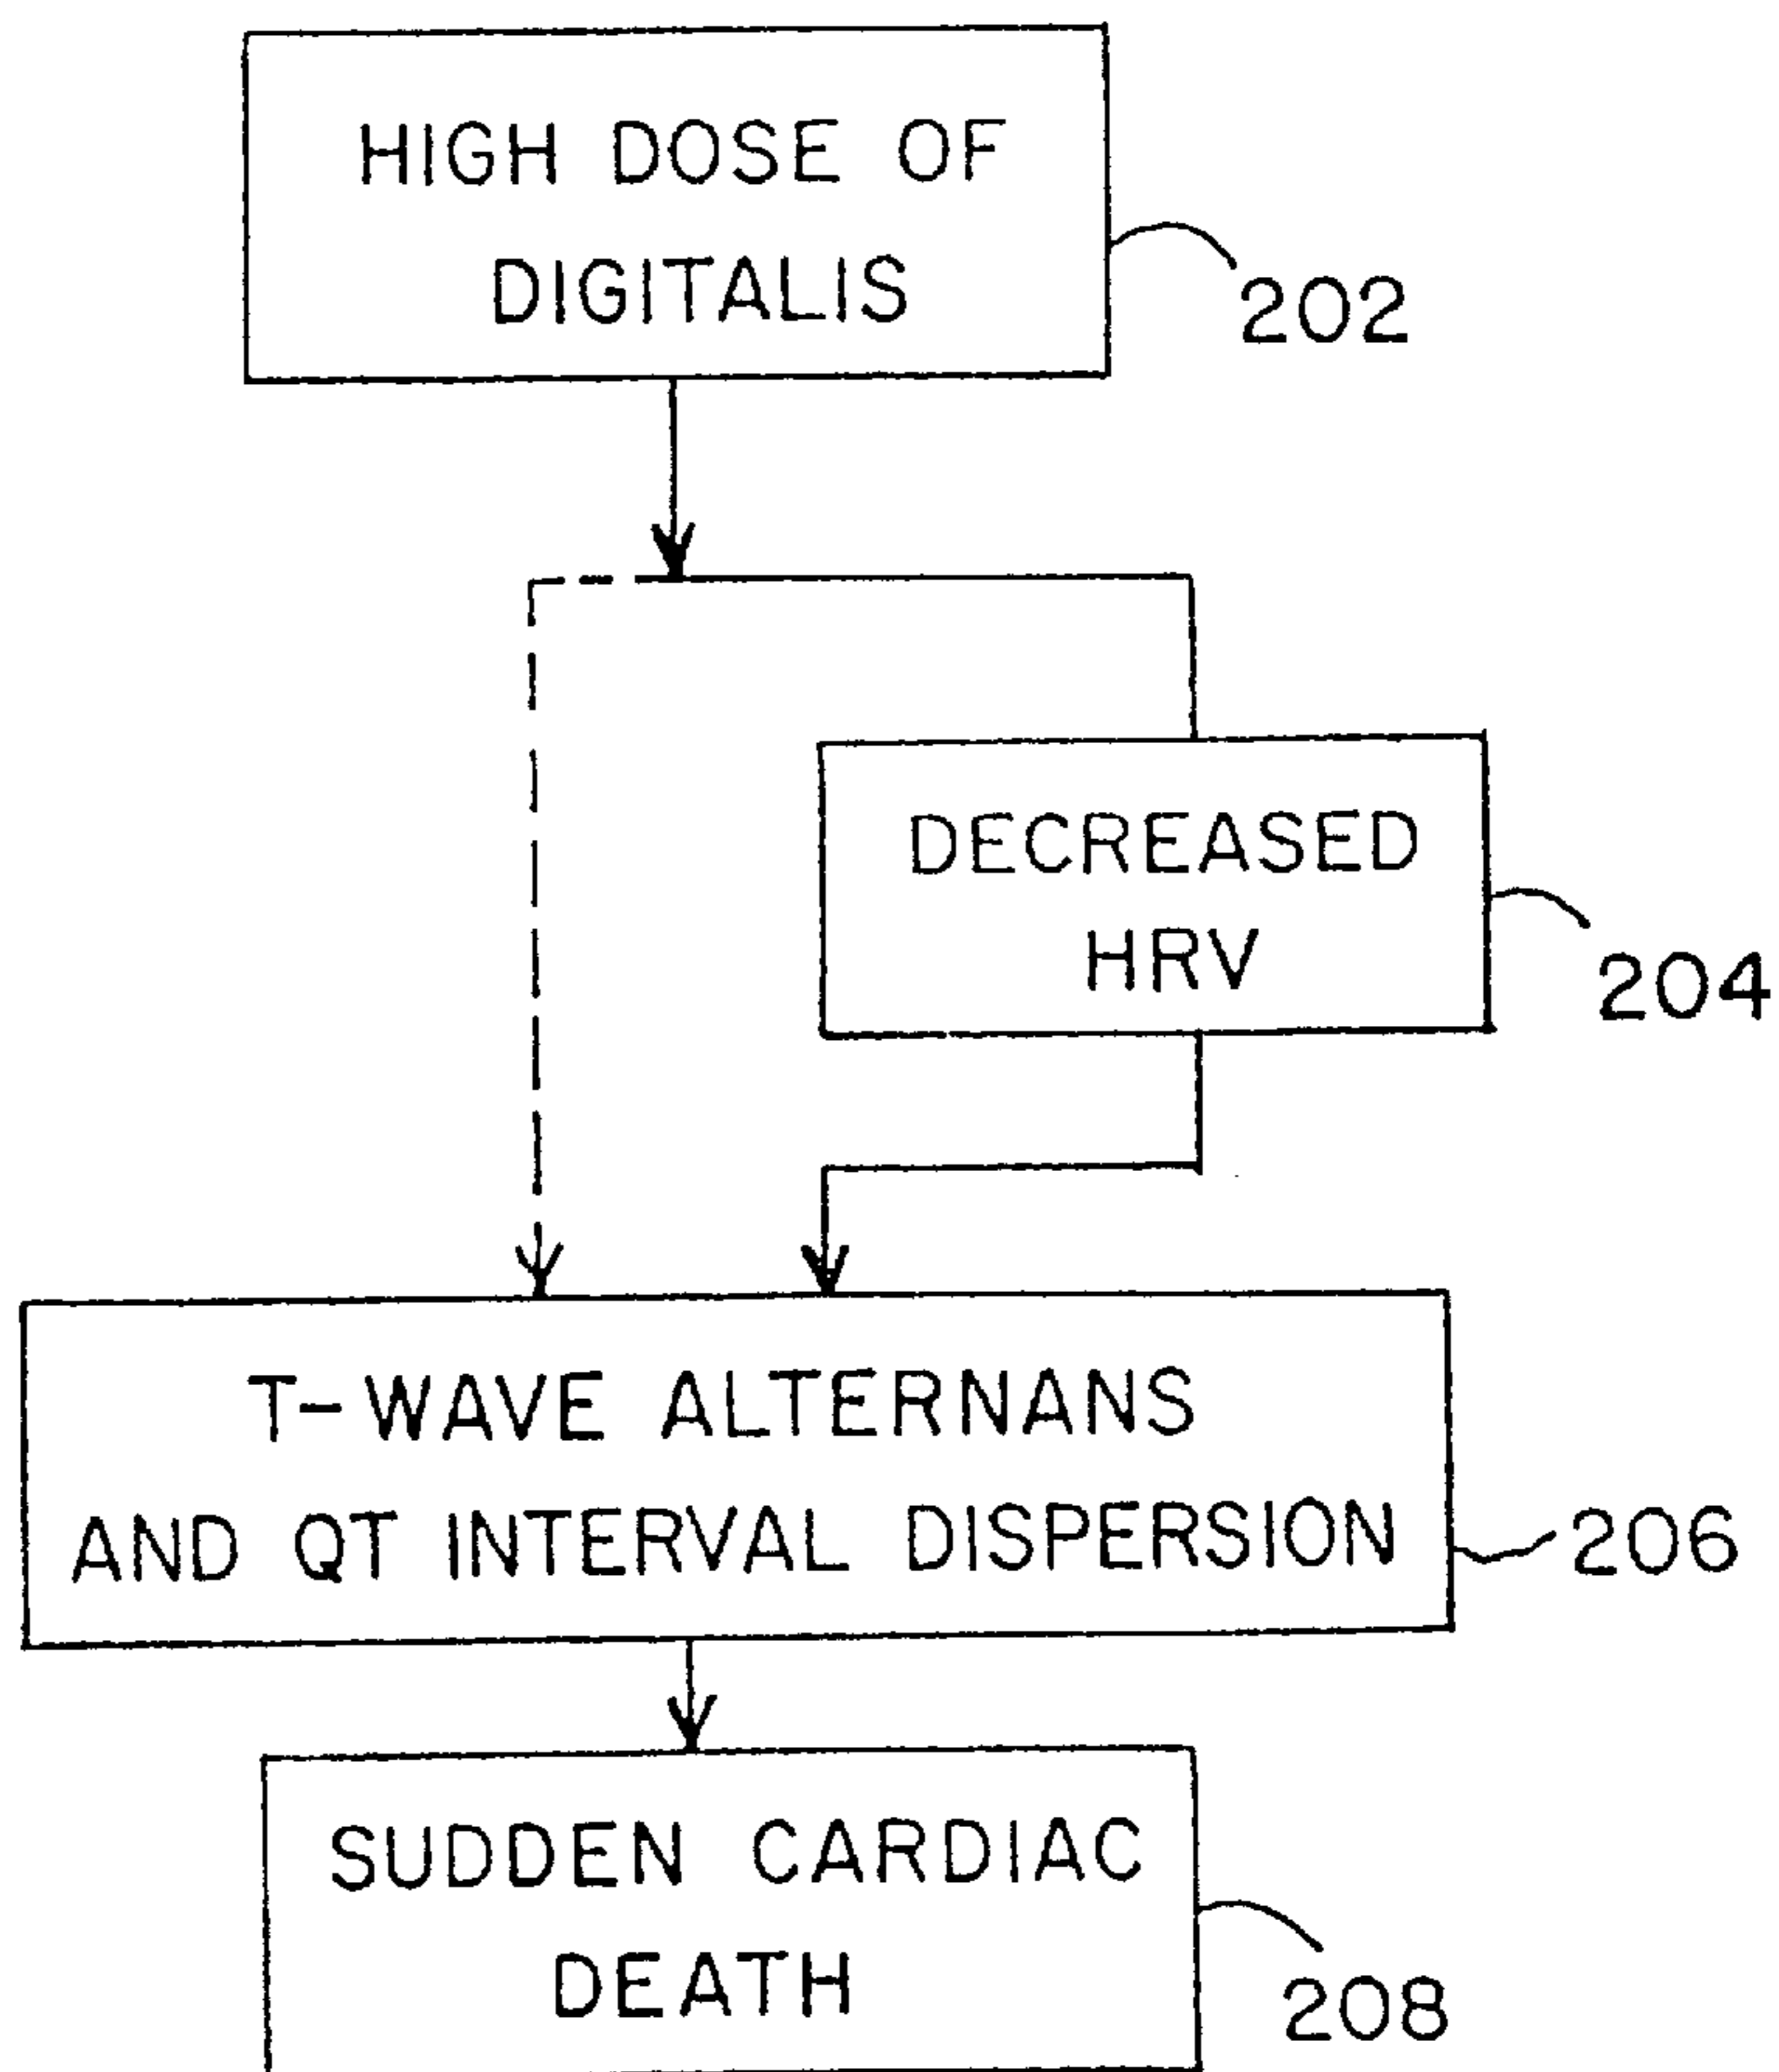 HIGH DOSE OF
DIGITALIS
202
DECREASED
HRV
204
T-WAVE ALTERNANS
AND QT INTERVAL DISPERSION
206
SUDDEN CARDIAC
DEATH
208